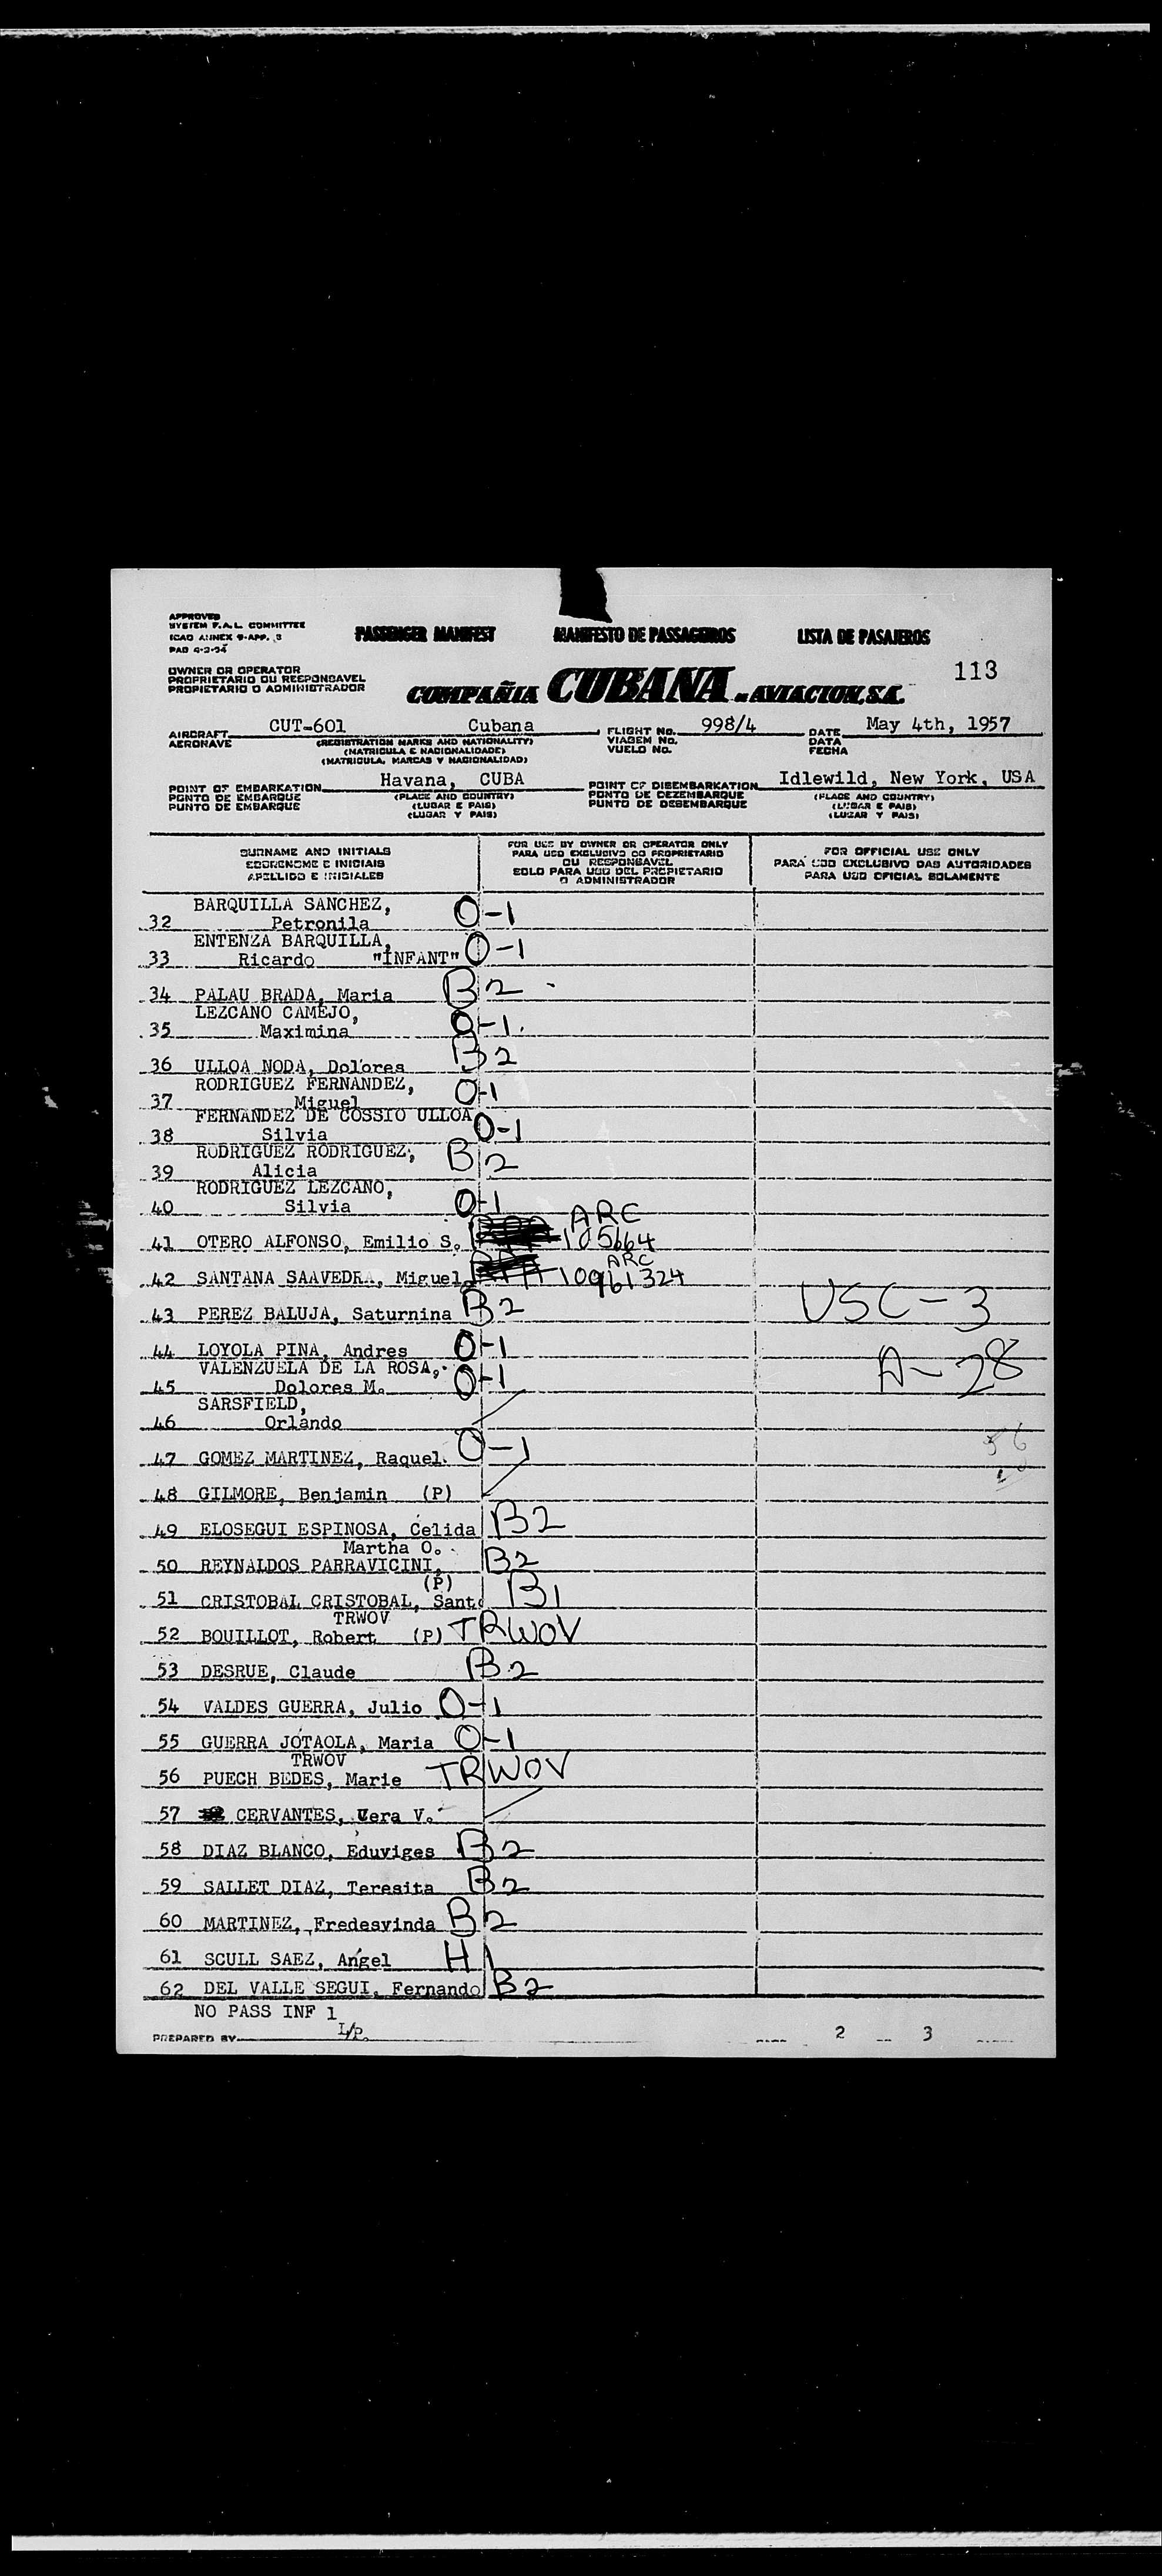 APPROVED
SYSTEM F.A.L. COMMITTEE
ICAO ANNEX 9-APP. 3
PAD 4-2-54
PASSENGER MANIFEST MANIFESTO DE PASSAGEIROS LISTA DE PASAJEROS
113
OWNER OR OPERATOR
PROPRIETARIO OU RESPONSAVEL
PROPIETARIO O ADMINISTRADOR
COMPAÑIA CUBANA DE AVIACION, S.A.
AIRCRAFT CUT-601 Cubana FLIGHT No. 998/4 DATE May 4th, 1957
AERONAVE (REGISTRATION MARKS AND NATIONALITY) VIAGEM No. DATA
(MATRICULA E NACIONALIDADE) VUELO No. FECHA
(MATRICULA, MARCAS Y NACIONALIDAD)
POINT OF EMBARKATION Havana, CUBA POINT OF DISEMBARKATION Idlewild, New York, USA
PONTO DE EMBARQUE (PLACE AND COUNTRY) PONTO DE DEZEMBARQUE (PLACE AND COUNTRY)
PUNTO DE EMBARQUE (LUGAR E PAIS) PUNTO DE DESEMBARQUE (LUGAR E PAIS)
(LUGAR Y PAIS) (LUGAR Y PAIS)
SURNAME AND INITIALS
SOBRENOME E INICIAIS
APELLIDO E INICIALES
FOR USE BY OWNER OR OPERATOR ONLY
PARA USO EXCLUSIVO DO PROPRIETARIO
OU RESPONSAVEL
SOLO PARA USO DEL PROPIETARIO
O ADMINISTRADOR
FOR OFFICIAL USE ONLY
PARA USO EXCLUSIVO DAS AUTORIDADES
PARA USO OFICIAL SOLAMENTE
BARQUILLA SANCHEZ,
32 Petronila O-1
ENTENZA BARQUILLA,
33 Ricardo "INFANT" O-1
34 PALAU BRADA, Maria B2
LEZCANO CAMEJO,
35 Maximina O-1
36 ULLOA NODA, Dolores B2
RODRIGUEZ FERNANDEZ,
37 Miguel O-1
FERNANDEZ DE COSSIO ULLOA
38 Silvia O-1
RODRIGUEZ RODRIGUEZ,
39 Alicia B2
RODRIGUEZ LEZCANO,
40 Silvia O-1
ARC
41 OTERO ALFONSO, Emilio S. 105664
ARC
42 SANTANA SAAVEDRA, Miguel 10961324
43 PEREZ BALUJA, Saturnina B2 USC-3
44 LOYOLA PINA, Andres O-1
A-28
VALENZUELA DE LA ROSA,
45 Dolores M. O-1
SARSFIELD,
46 Orlando
47 GOMEZ MARTINEZ, Raquel O-1
48 GILMORE, Benjamin (P)
49 ELOSEGUI ESPINOSA, Celida B2
Martha O.
50 REYNALDOS PARRAVICINI, B2
(P)
51 CRISTOBAL CRISTOBAL, Santo B1
TRWOV
52 BOUILLOT, Robert (P) TRWOV
53 DESRUE, Claude B2
54 VALDES GUERRA, Julio O-1
55 GUERRA JOTAOLA, Maria O-1
TRWOV
56 PUECH BEDES, Marie TRWOV
57 CERVANTES, Vera V.
58 DIAZ BLANCO, Eduviges B2
59 SALLET DIAZ, Teresita B2
60 MARTINEZ, Fredesvinda B2
61 SCULL SAEZ, Angel H1
62 DEL VALLE SEGUI, Fernando B2
NO PASS INF 1
PREPARED BY L/P. 2 3